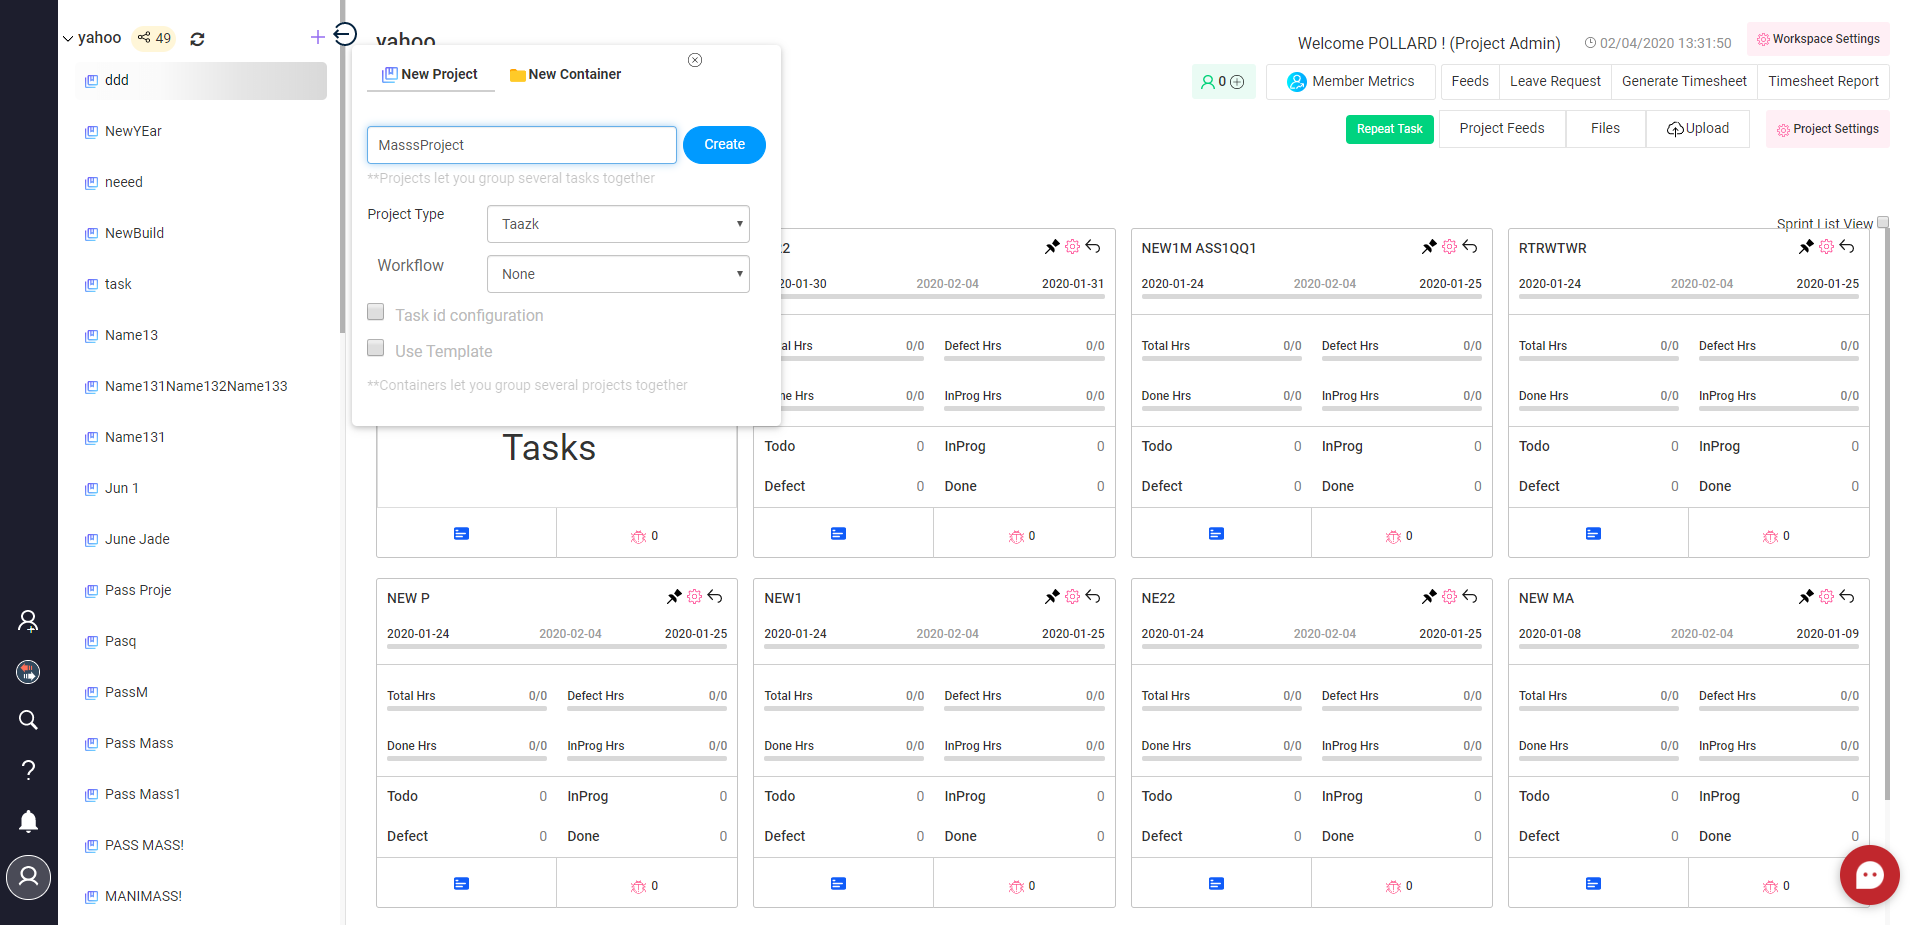 yahoo 49
ddd
NewYEar
neeed
NewBuild
task
Name13
Name131Name132Name133
Name131
Jun 1
June Jade
Pass Proje
Pasq
PassM
Pass Mass
Pass Mass1
PASS MASS!
MANIMASS!
yahoo
Welcome POLLARD ! (Project Admin) 02/04/2020 13:31:50 Workspace Settings
0 Member Metrics Feeds Leave Request Generate Timesheet Timesheet Report
Repeat Task Project Feeds Files Upload Project Settings
Sprint List View
New Project New Container
MasssProject Create
**Projects let you group several tasks together
Project Type Taazk
Workflow None
Task id configuration
Use Template
**Containers let you group several projects together
Tasks
0
2020-02-04 2020-01-31
0/0 Defect Hrs 0/0
0/0 InProg Hrs 0/0
Todo 0 InProg 0
Defect 0 Done 0
0
NEW1M ASS1QQ1
2020-01-24 2020-02-04 2020-01-25
Total Hrs 0/0 Defect Hrs 0/0
Done Hrs 0/0 InProg Hrs 0/0
Todo 0 InProg 0
Defect 0 Done 0
0
RTRWTWR
2020-01-24 2020-02-04 2020-01-25
Total Hrs 0/0 Defect Hrs 0/0
Done Hrs 0/0 InProg Hrs 0/0
Todo 0 InProg 0
Defect 0 Done 0
0
NEW P
2020-01-24 2020-02-04 2020-01-25
Total Hrs 0/0 Defect Hrs 0/0
Done Hrs 0/0 InProg Hrs 0/0
Todo 0 InProg 0
Defect 0 Done 0
0
NEW1
2020-01-24 2020-02-04 2020-01-25
Total Hrs 0/0 Defect Hrs 0/0
Done Hrs 0/0 InProg Hrs 0/0
Todo 0 InProg 0
Defect 0 Done 0
0
NE22
2020-01-24 2020-02-04 2020-01-25
Total Hrs 0/0 Defect Hrs 0/0
Done Hrs 0/0 InProg Hrs 0/0
Todo 0 InProg 0
Defect 0 Done 0
0
NEW MA
2020-01-08 2020-02-04 2020-01-09
Total Hrs 0/0 Defect Hrs 0/0
Done Hrs 0/0 InProg Hrs 0/0
Todo 0 InProg 0
Defect 0 Done 0
0